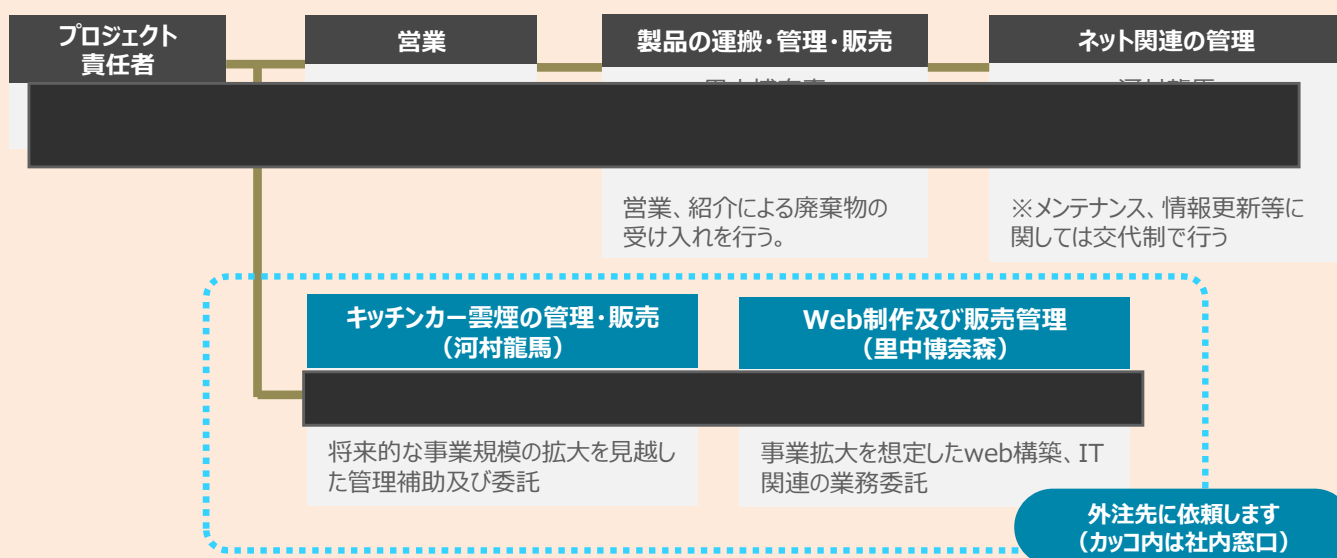 プロジェクト
責任者
営業
製品の運搬・管理・販売
ネット関連の管理
営業、紹介による廃棄物の
受け入れを行う。
※メンテナンス、情報更新等に
関しては交代制で行う
キッチンカー雲煙の管理・販売
(河村龍馬)
Web制作及び販売管理
(里中博奈森)
将来的な事業規模の拡大を見越し
た管理補助及び委託
事業拡大を想定したweb構築、IT
関連の業務委託
外注先に依頼します
(カッコ内は社内窓口)